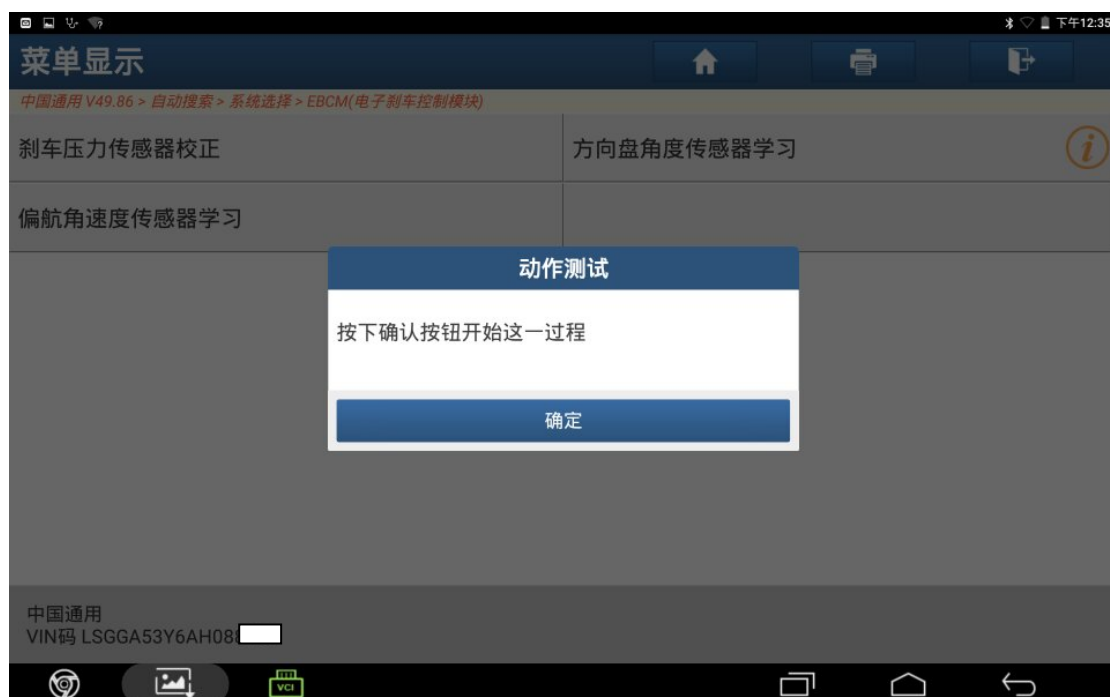 下午12:35
菜单显示
中国通用 V49.86 > 自动搜索 > 系统选择 > EBCM(电子刹车控制模块)
刹车压力传感器校正
方向盘角度传感器学习
i
偏航角速度传感器学习
动作测试
按下确认按钮开始这一过程
确定
中国通用
VIN码 LSGGA53Y6AH08
VCI